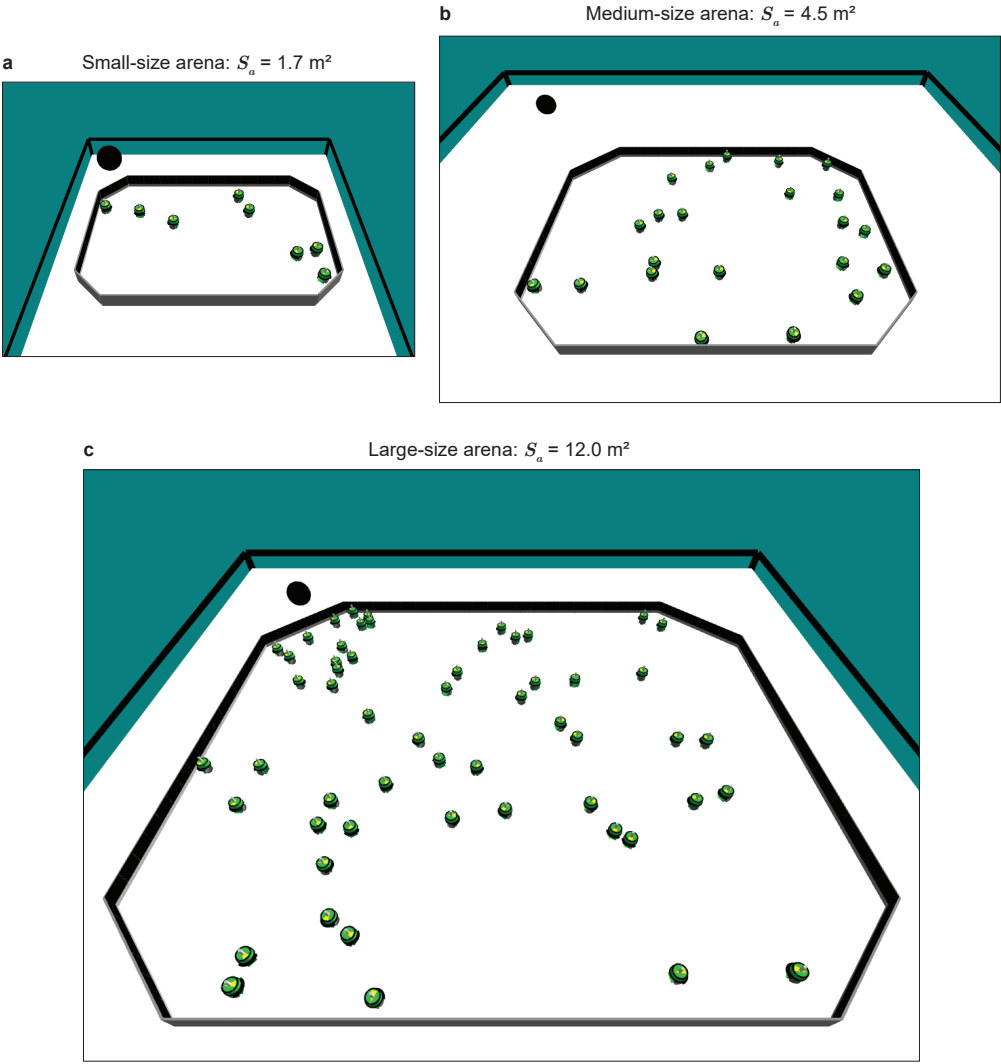 a Small-size arena: Sₐ = 1.7 m²
b Medium-size arena: Sₐ = 4.5 m²
c Large-size arena: Sₐ = 12.0 m²